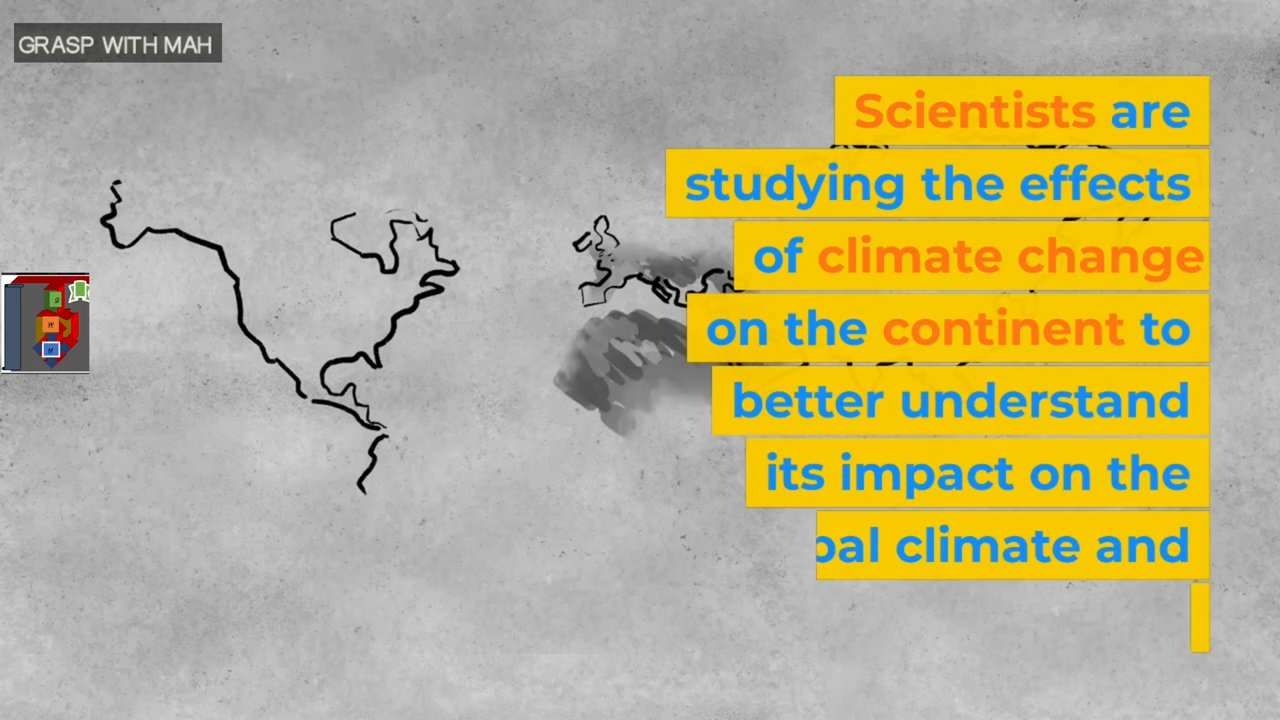 GRASP WITH MAH
Scientists are
studying the effects
of climate change
on the continent to
better understand
its impact on the
climate and